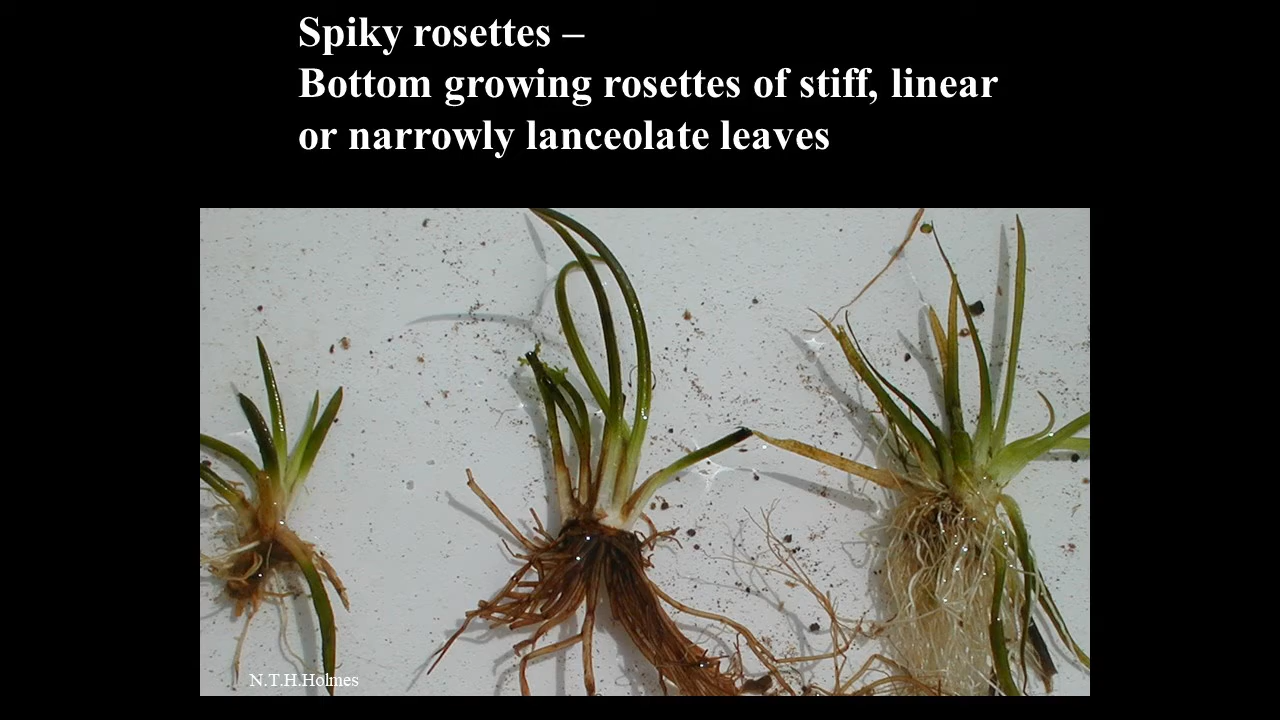 Spiky rosettes –
Bottom growing rosettes of stiff, linear
or narrowly lanceolate leaves
N.T.H.Holmes